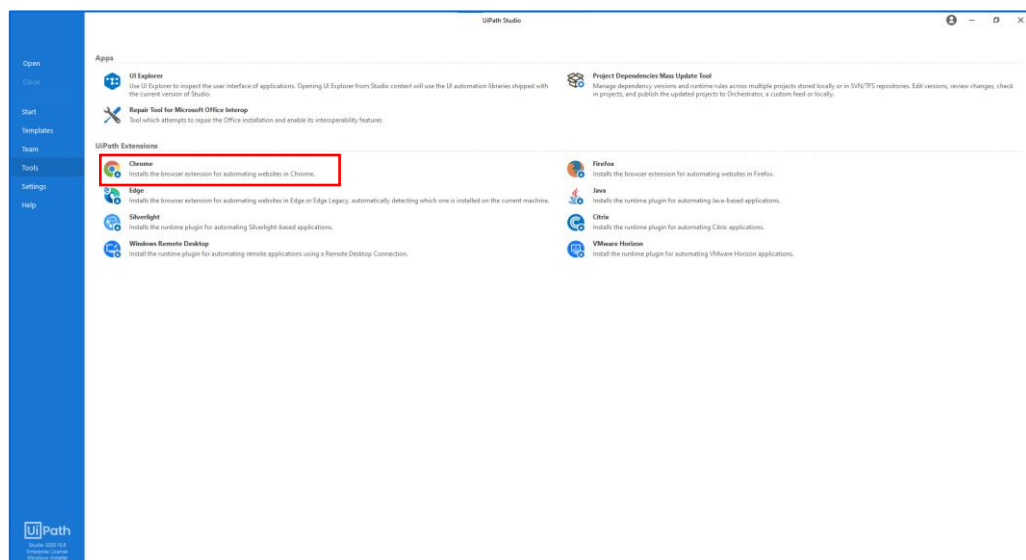 UiPath Studio
Open
Close
Start
Templates
Team
Tools
Settings
Help
Apps
UI Explorer
Use UI Explorer to inspect the user interface of applications. Opening UI Explorer from Studio context will use the UI automation libraries shipped with
the current version of Studio.
Project Dependencies Mass Update Tool
Manage dependency versions and runtime rules across multiple projects stored locally or in SVN/TFS repositories. Edit versions, review changes, check
in projects, and publish the updated projects to Orchestrator, a custom feed or locally.
Repair Tool for Microsoft Office Interop
Tool which attempts to repair the Office installation and enable its interoperability features
UiPath Extensions
Chrome
Installs the browser extension for automating websites in Chrome.
Firefox
Installs the browser extension for automating websites in Firefox.
Edge
Installs the browser extension for automating websites in Edge or Edge Legacy, automatically detecting which one is installed on the current machine.
Java
Installs the runtime plugin for automating Java-based applications.
Silverlight
Installs the runtime plugin for automating Silverlight-based applications.
Citrix
Installs the runtime plugin for automating Citrix applications.
Windows Remote Desktop
Install the runtime plugin for automating remote applications using a Remote Desktop Connection.
VMware Horizon
Install the runtime plugin for automating VMware Horizon applications.
UiPath
Studio 2020.10.6
Enterprise License
Windows Installer